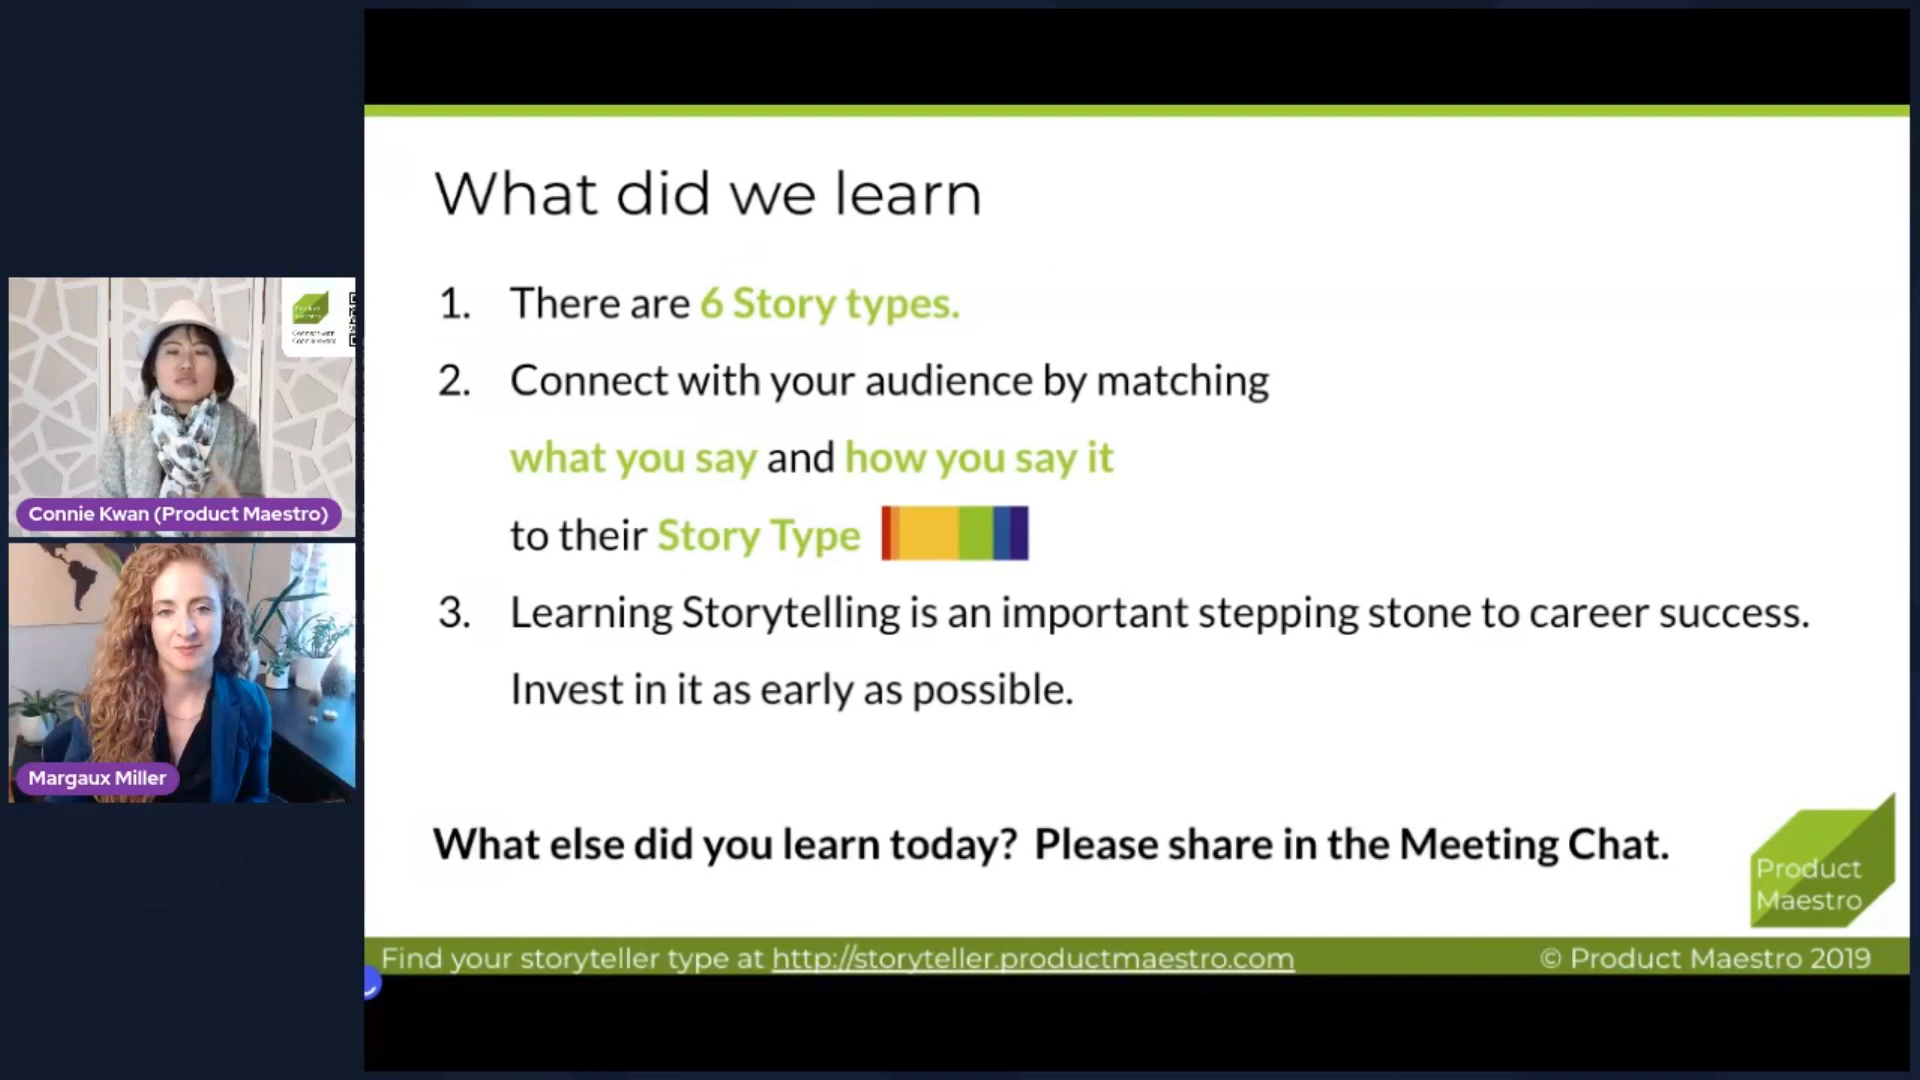 What did we learn
1. There are 6 Story types.
2. Connect with your audience by matching
what you say and how you say it
to their Story Type
3. Learning Storytelling is an important stepping stone to career success.
Invest in it as early as possible.
What else did you learn today? Please share in the Meeting Chat.
Product
Maestro
Find your storyteller type at http://storyteller.productmaestro.com
© Product Maestro 2019
Connie Kwan (Product Maestro)
Margaux Miller